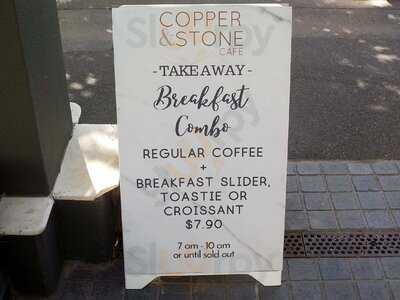 COPPER
&STONE
CAFE
- TAKEAWAY -
Breakfast
Combo
REGULAR COFFEE
+
BREAKFAST SLIDER,
TOASTIE OR
CROISSANT
$7.90
7 am - 10 am
or until sold out